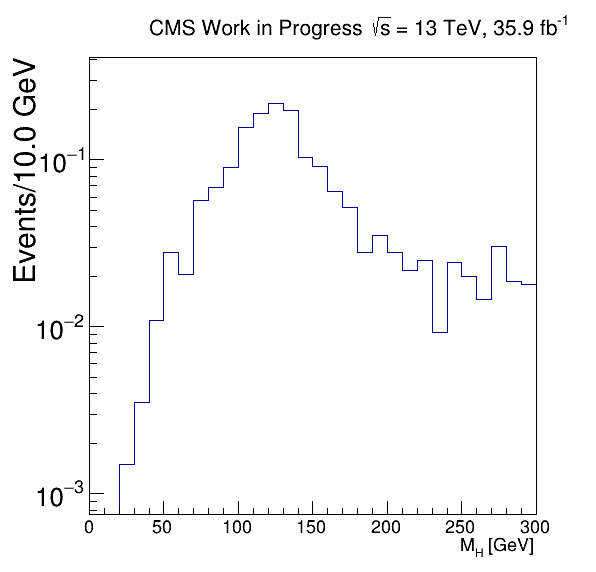 CMS Work in Progress √s = 13 TeV, 35.9 fb⁻¹
Events/10.0 GeV
10⁻¹
10⁻²
10⁻³
0 50 100 150 200 250 300
M_H [GeV]